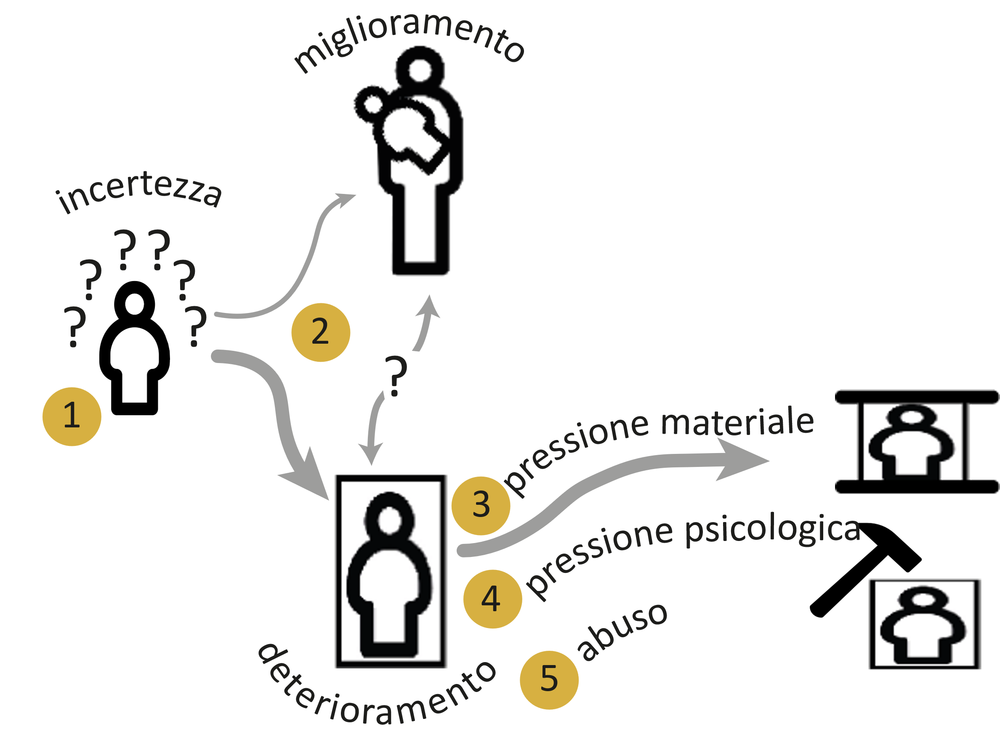 miglioramento
incertezza
? ?
? ?
? ?
1
2
?
3 pressione materiale
4 pressione psicologica
5 abuso
deterioramento